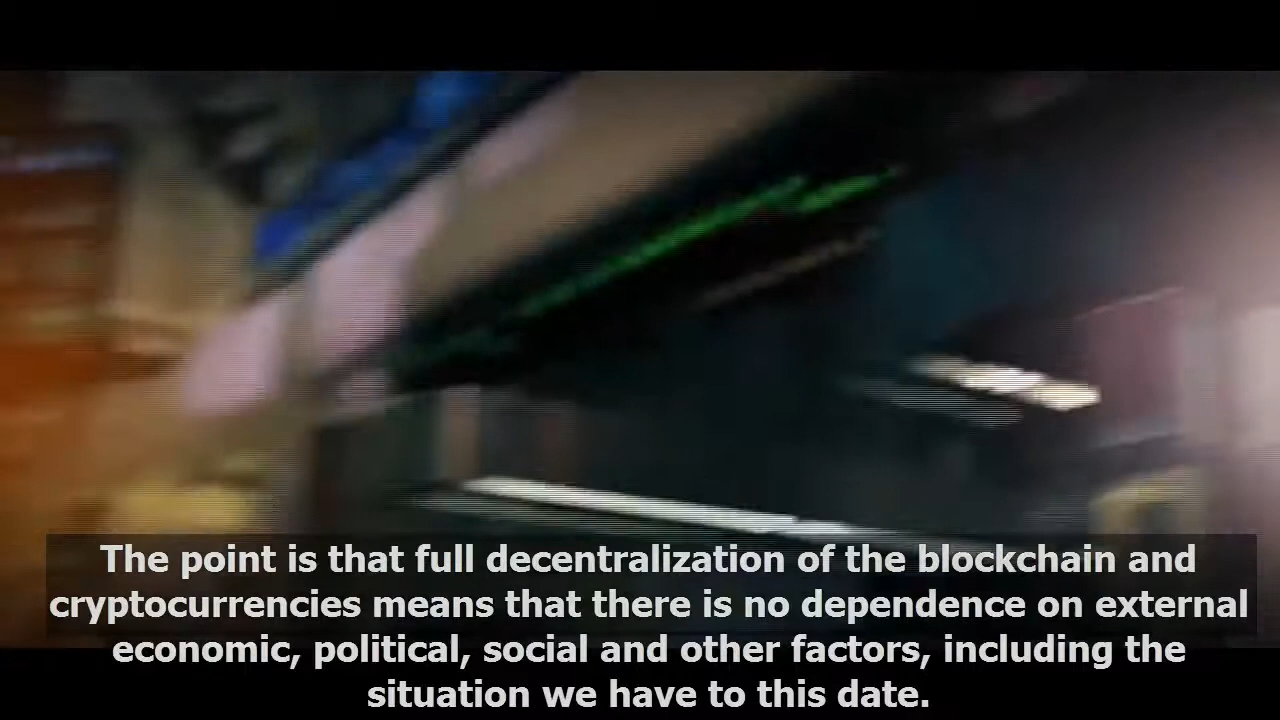 The point is that full decentralization of the blockchain and
cryptocurrencies means that there is no dependence on external
economic, political, social and other factors, including the
situation we have to this date.